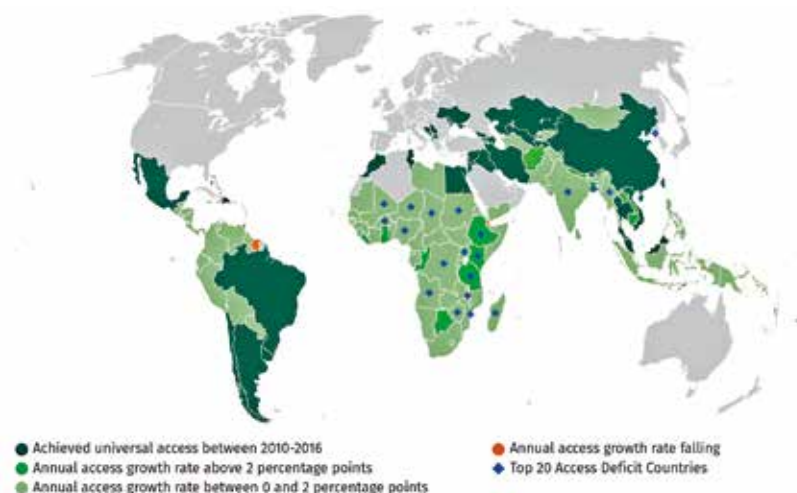 Achieved universal access between 2010-2016
Annual access growth rate above 2 percentage points
Annual access growth rate between 0 and 2 percentage points
Annual access growth rate falling
Top 20 Access Deficit Countries